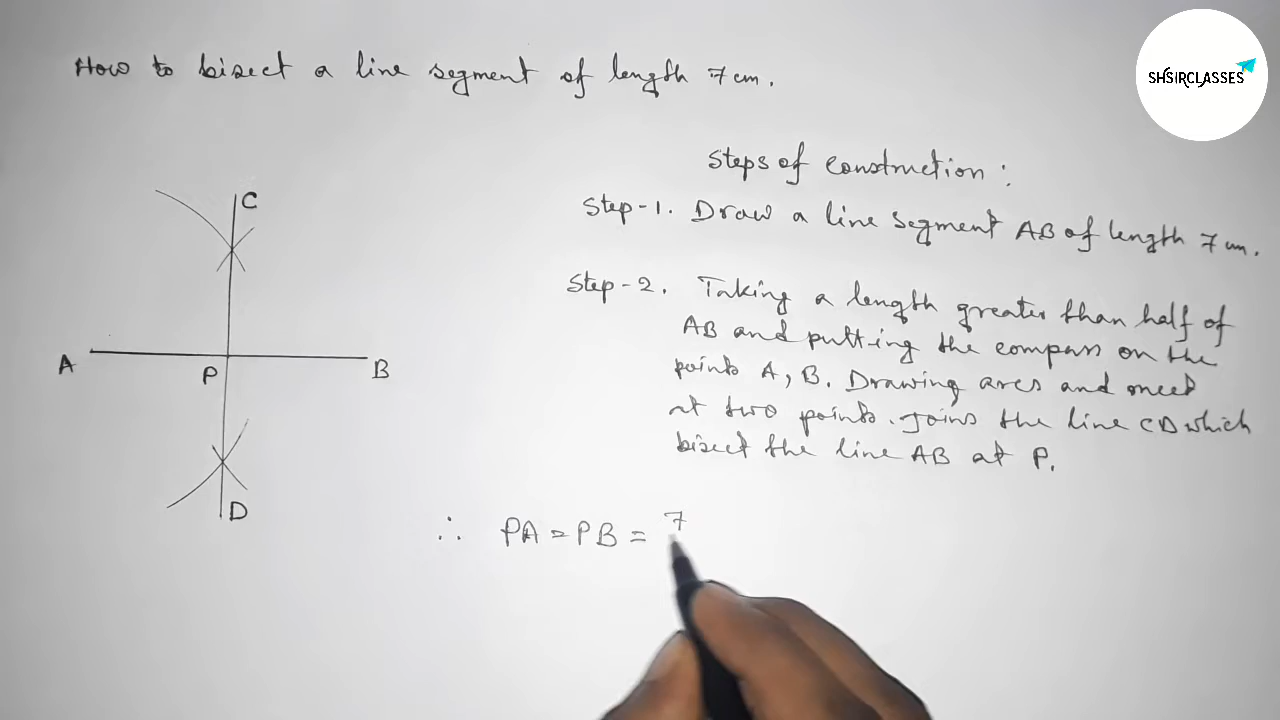 How to bisect a line segment of length 7 cm.
SHSIRCLASSES
Steps of construction:
Step-1. Draw a line segment AB of length 7 cm.
Step-2. Taking a length greater than half of
AB and putting the compass on the
points A, B. Drawing arcs and meet
at two points. Joins the line CD which
bisect the line AB at P.
C
A
P
B
D
∴ PA = PB = 7